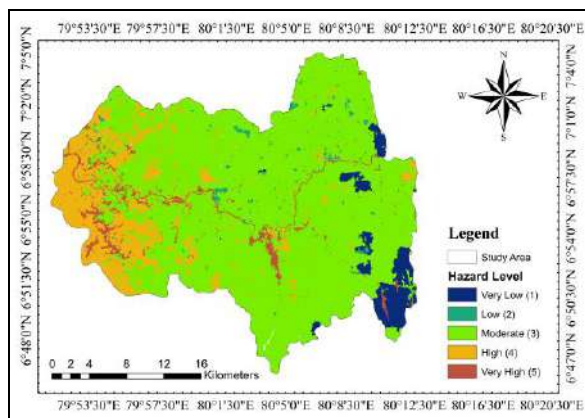 79°53'30"E 79°57'30"E 80°1'30"E 80°5'0"E 80°8'30"E 80°12'30"E 80°16'30"E 80°20'30"E
7°5'0"N
7°2'0"N
6°58'30"N
6°55'0"N
6°51'30"N
6°48'0"N
N
W E
S
7°4'0"N
7°1'0"N
6°57'30"N
6°54'0"N
6°50'30"N
6°47'0"N
Legend
Study Area
Hazard Level
Very Low (1)
Low (2)
Moderate (3)
High (4)
Very High (5)
0 2 4 8 12 16
Kilometers
79°53'30"E 79°57'30"E 80°1'30"E 80°5'0"E 80°8'30"E 80°12'30"E 80°16'30"E 80°20'30"E